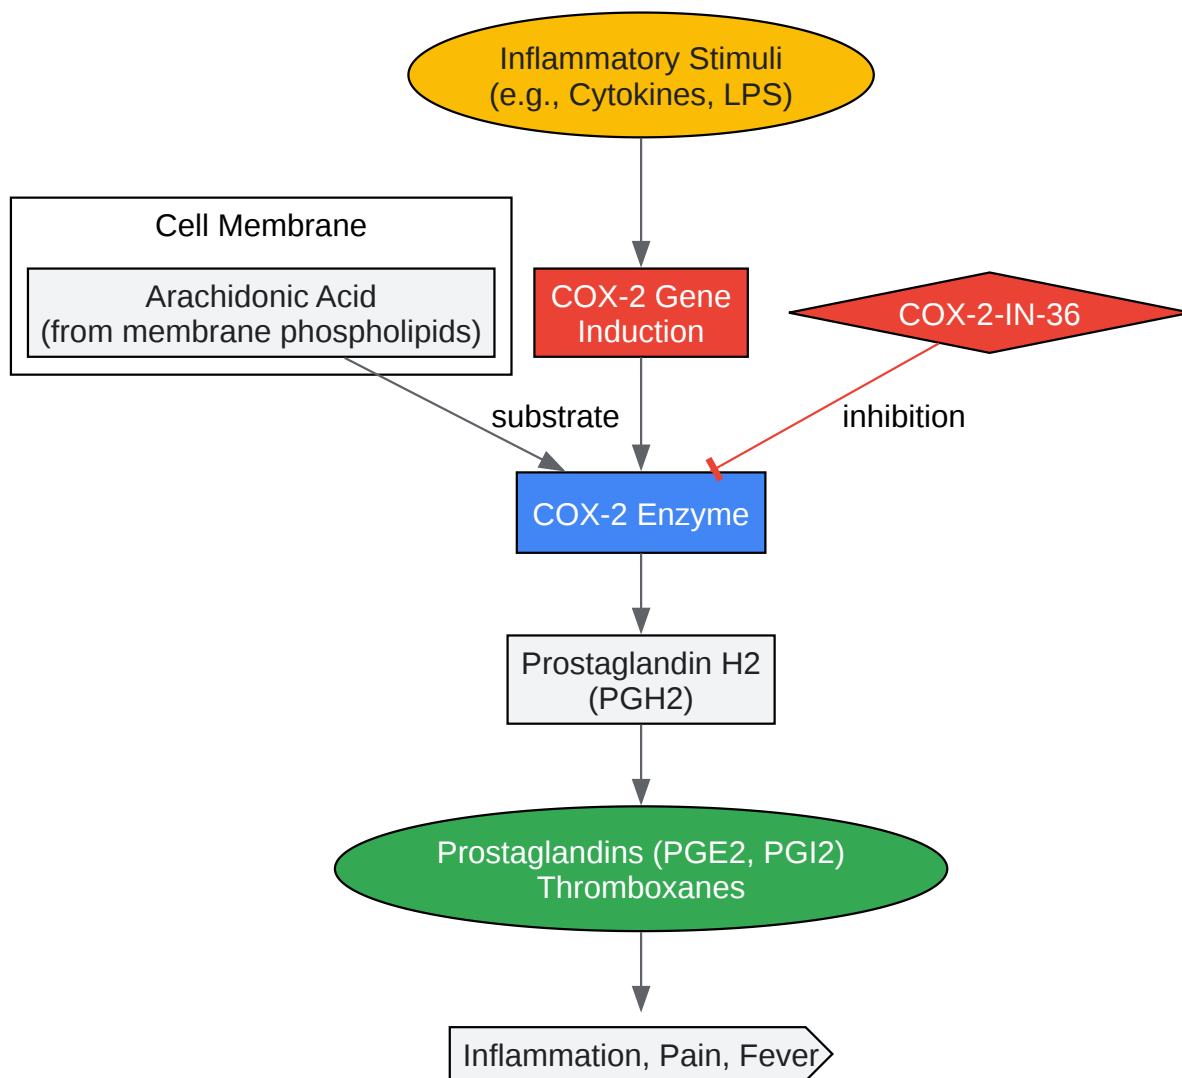 Inflammatory Stimuli
(e.g., Cytokines, LPS)
Cell Membrane
Arachidonic Acid
(from membrane phospholipids)
COX-2 Gene
Induction
COX-2-IN-36
substrate
inhibition
COX-2 Enzyme
Prostaglandin H2
(PGH2)
Prostaglandins (PGE2, PGI2)
Thromboxanes
Inflammation, Pain, Fever